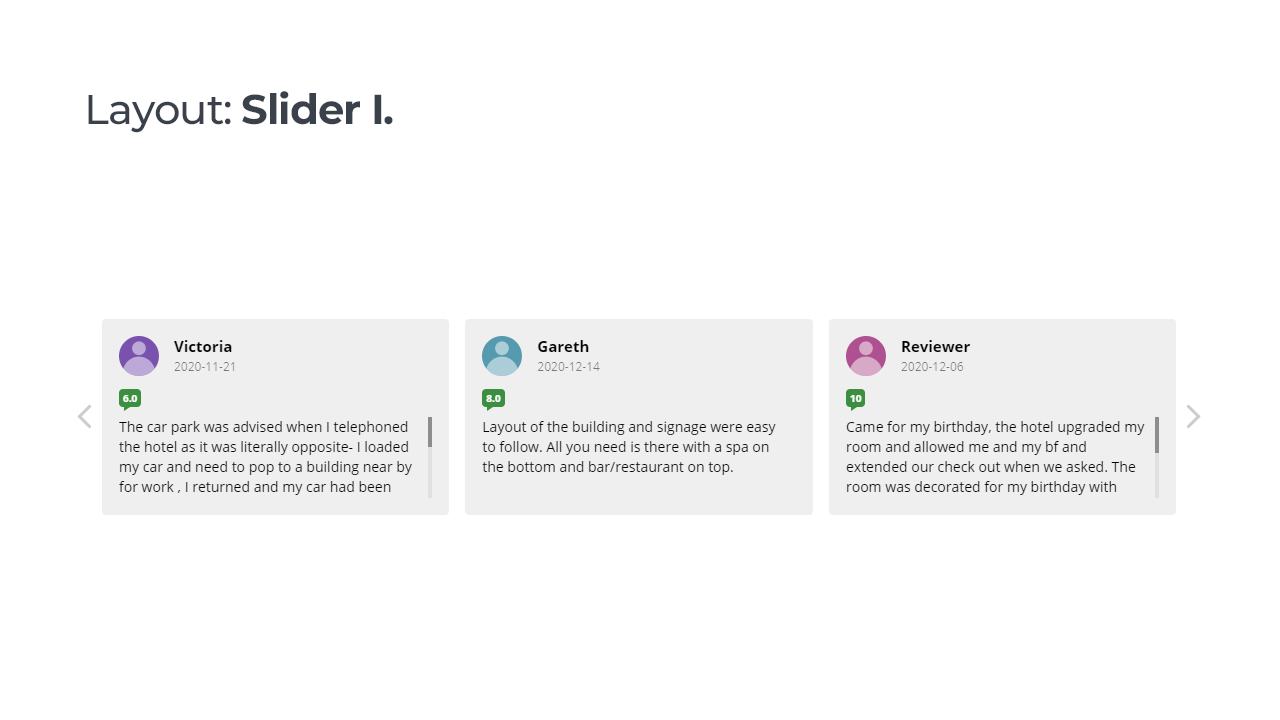 Layout: Slider I.
Victoria
2020-11-21
6.0
The car park was advised when I telephoned
the hotel as it was literally opposite- I loaded
my car and need to pop to a building near by
for work , I returned and my car had been
Gareth
2020-12-14
8.0
Layout of the building and signage were easy
to follow. All you need is there with a spa on
the bottom and bar/restaurant on top.
Reviewer
2020-12-06
10
Came for my birthday, the hotel upgraded my
room and allowed me and my bf and
extended our check out when we asked. The
room was decorated for my birthday with